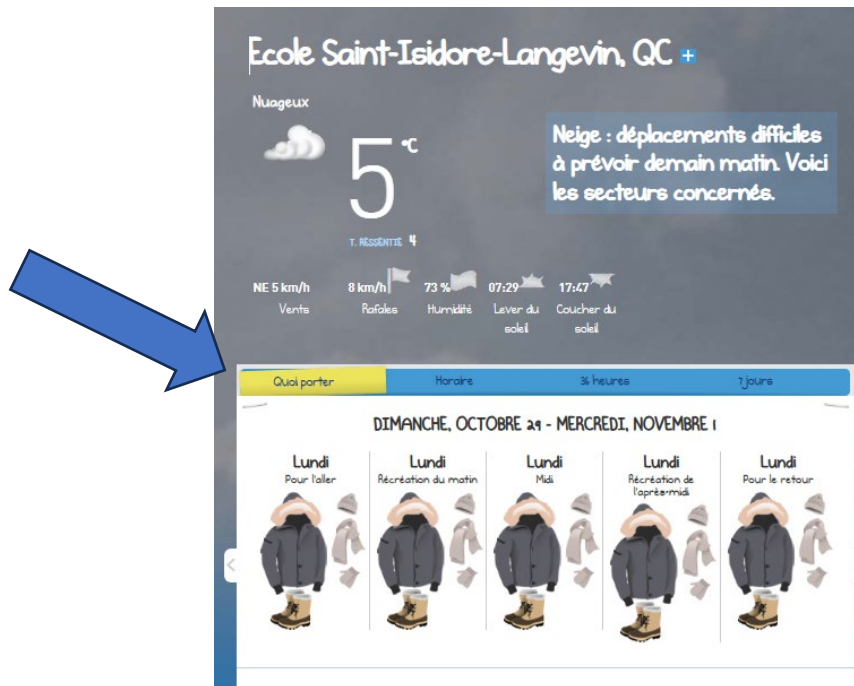 Ecole Saint-Isidore-Langevin, QC +
Nuageux
5 °C
T. RESSENTIE 4
Neige : déplacements difficiles
à prévoir demain matin. Voici
les secteurs concernés.
NE 5 km/h 8 km/h 73 % 07:29 17:47
Vents Rafales Humidité Lever du soleil Coucher du soleil
Quoi porter Horaire 36 heures 7 jours
DIMANCHE, OCTOBRE 29 - MERCREDI, NOVEMBRE 1
Lundi Lundi Lundi Lundi Lundi
Pour l'aller Récréation du matin Midi Récréation de l'après-midi Pour le retour